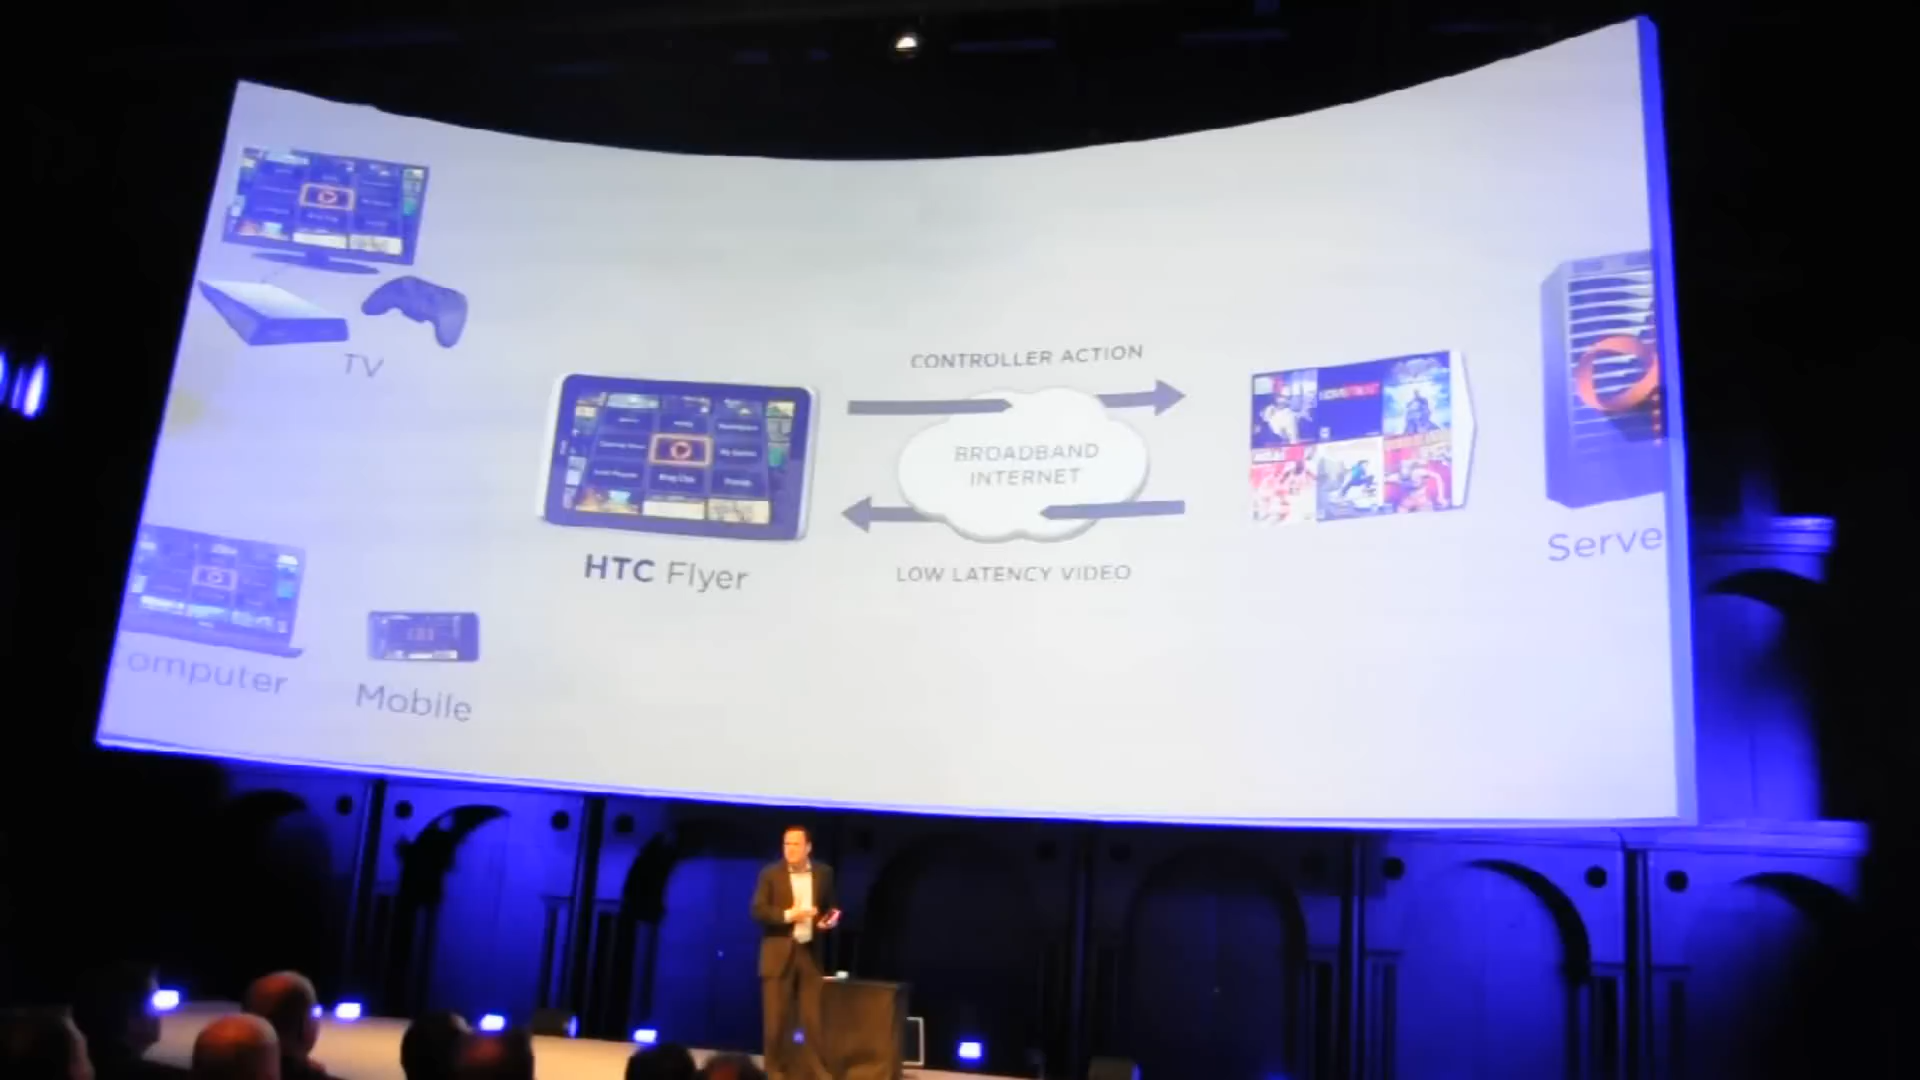 TV
CONTROLLER ACTION
BROADBAND
INTERNET
LOW LATENCY VIDEO
HTC Flyer
Serve
omputer
Mobile